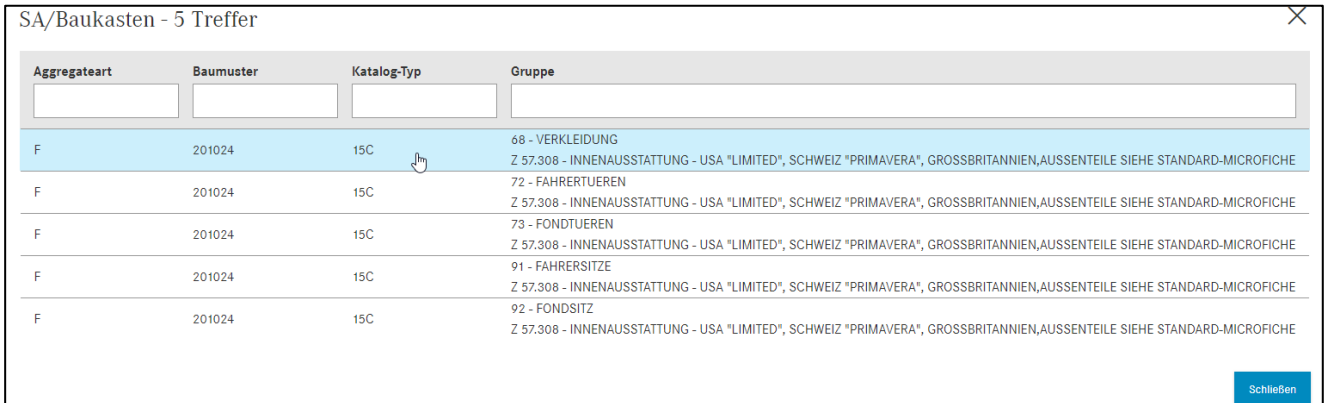 SA/Baukasten - 5 Treffer
Aggregateart Baumuster Katalog-Typ Gruppe
F 201024 15C 68 - VERKLEIDUNG
Z 57.308 - INNENAUSSTATTUNG - USA "LIMITED", SCHWEIZ "PRIMAVERA", GROSSBRITANNIEN,AUSSENTEILE SIEHE STANDARD-MICROFICHE
F 201024 15C 72 - FAHRERTUEREN
Z 57.308 - INNENAUSSTATTUNG - USA "LIMITED", SCHWEIZ "PRIMAVERA", GROSSBRITANNIEN,AUSSENTEILE SIEHE STANDARD-MICROFICHE
F 201024 15C 73 - FONDTUEREN
Z 57.308 - INNENAUSSTATTUNG - USA "LIMITED", SCHWEIZ "PRIMAVERA", GROSSBRITANNIEN,AUSSENTEILE SIEHE STANDARD-MICROFICHE
F 201024 15C 91 - FAHRERSITZE
Z 57.308 - INNENAUSSTATTUNG - USA "LIMITED", SCHWEIZ "PRIMAVERA", GROSSBRITANNIEN,AUSSENTEILE SIEHE STANDARD-MICROFICHE
F 201024 15C 92 - FONDSITZ
Z 57.308 - INNENAUSSTATTUNG - USA "LIMITED", SCHWEIZ "PRIMAVERA", GROSSBRITANNIEN,AUSSENTEILE SIEHE STANDARD-MICROFICHE
Schließen